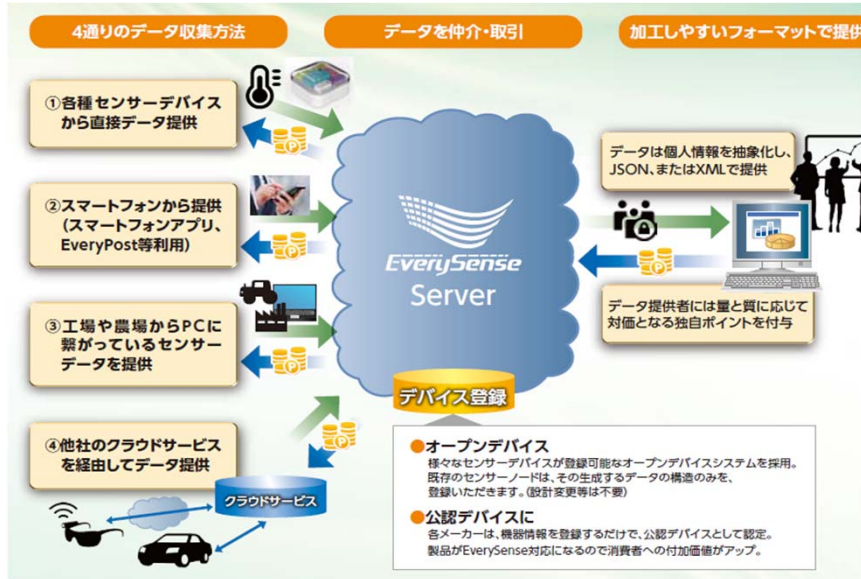 4通りのデータ収集方法
データを仲介・取引
加工しやすいフォーマットで提供
①各種センサーデバイス
から直接データ提供
P
②スマートフォンから提供
(スマートフォンアプリ、
EveryPost等利用)
P
③工場や農場からPCに
繋がっているセンサー
データを提供
P
④他社のクラウドサービス
を経由してデータ提供
P
クラウドサービス
EverySense
Server
デバイス登録
データは個人情報を抽象化し、
JSON、またはXMLで提供
P
データ提供者には量と質に応じて
対価となる独自ポイントを付与
●オープンデバイス
様々なセンサーデバイスが登録可能なオープンデバイスシステムを採用。
既存のセンサーノードは、その生成するデータの構造のみを、
登録いただきます。(設計変更等は不要)
●公認デバイスに
各メーカーは、機器情報を登録するだけで、公認デバイスとして認定。
製品がEverySense対応になるので消費者への付加価値がアップ。